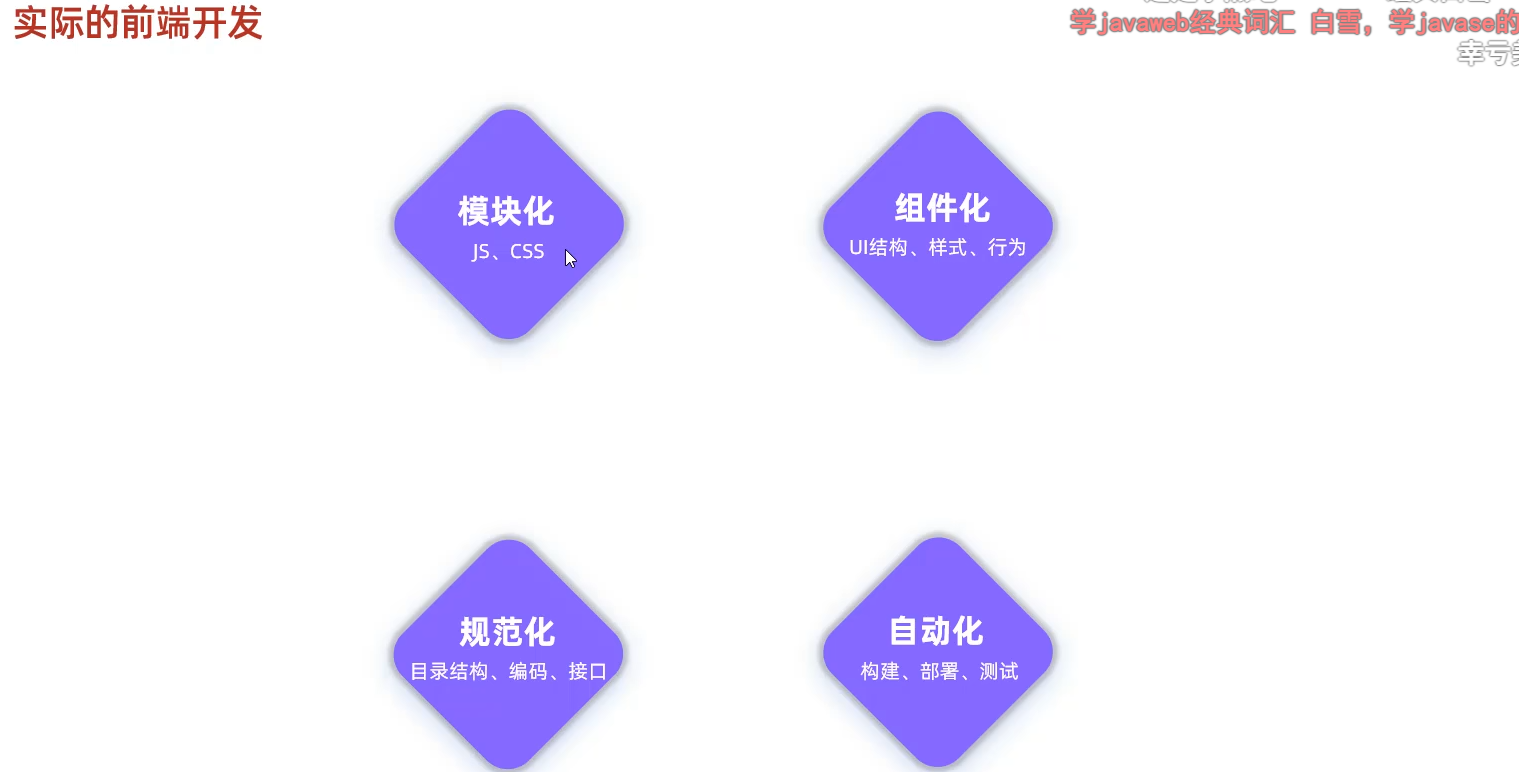 实际的前端开发
学javaweb经典词汇 白雪，学javase的
幸亏
模块化
JS、CSS
组件化
UI结构、样式、行为
规范化
目录结构、编码、接口
自动化
构建、部署、测试